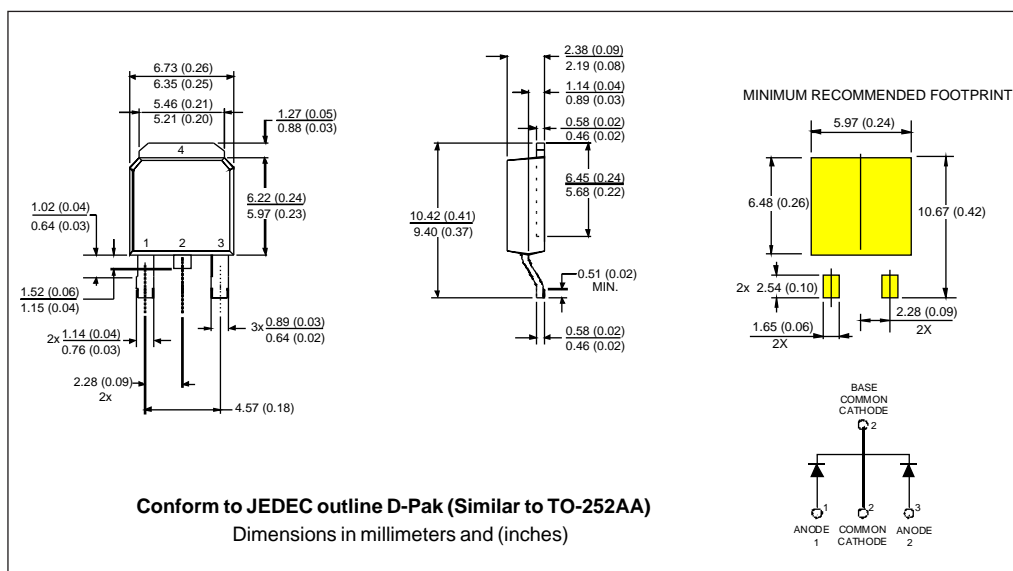 6.73 (0.26)
6.35 (0.25)
5.46 (0.21)
5.21 (0.20)
1.27 (0.05)
0.88 (0.03)
4
6.22 (0.24)
5.97 (0.23)
1.02 (0.04)
0.64 (0.03)
1 2 3
1.52 (0.06)
1.15 (0.04)
2x 1.14 (0.04)
0.76 (0.03)
3x 0.89 (0.03)
0.64 (0.02)
2.28 (0.09)
2x
4.57 (0.18)
2.38 (0.09)
2.19 (0.08)
1.14 (0.04)
0.89 (0.03)
0.58 (0.02)
0.46 (0.02)
6.45 (0.24)
5.68 (0.22)
10.42 (0.41)
9.40 (0.37)
0.51 (0.02)
MIN.
0.58 (0.02)
0.46 (0.02)
MINIMUM RECOMMENDED FOOTPRINT
5.97 (0.24)
6.48 (0.26)
10.67 (0.42)
2x 2.54 (0.10)
1.65 (0.06)
2X
2.28 (0.09)
2X
BASE
COMMON
CATHODE
2
1 2 3
ANODE COMMON ANODE
1 CATHODE 2
Conform to JEDEC outline D-Pak (Similar to TO-252AA)
Dimensions in millimeters and (inches)